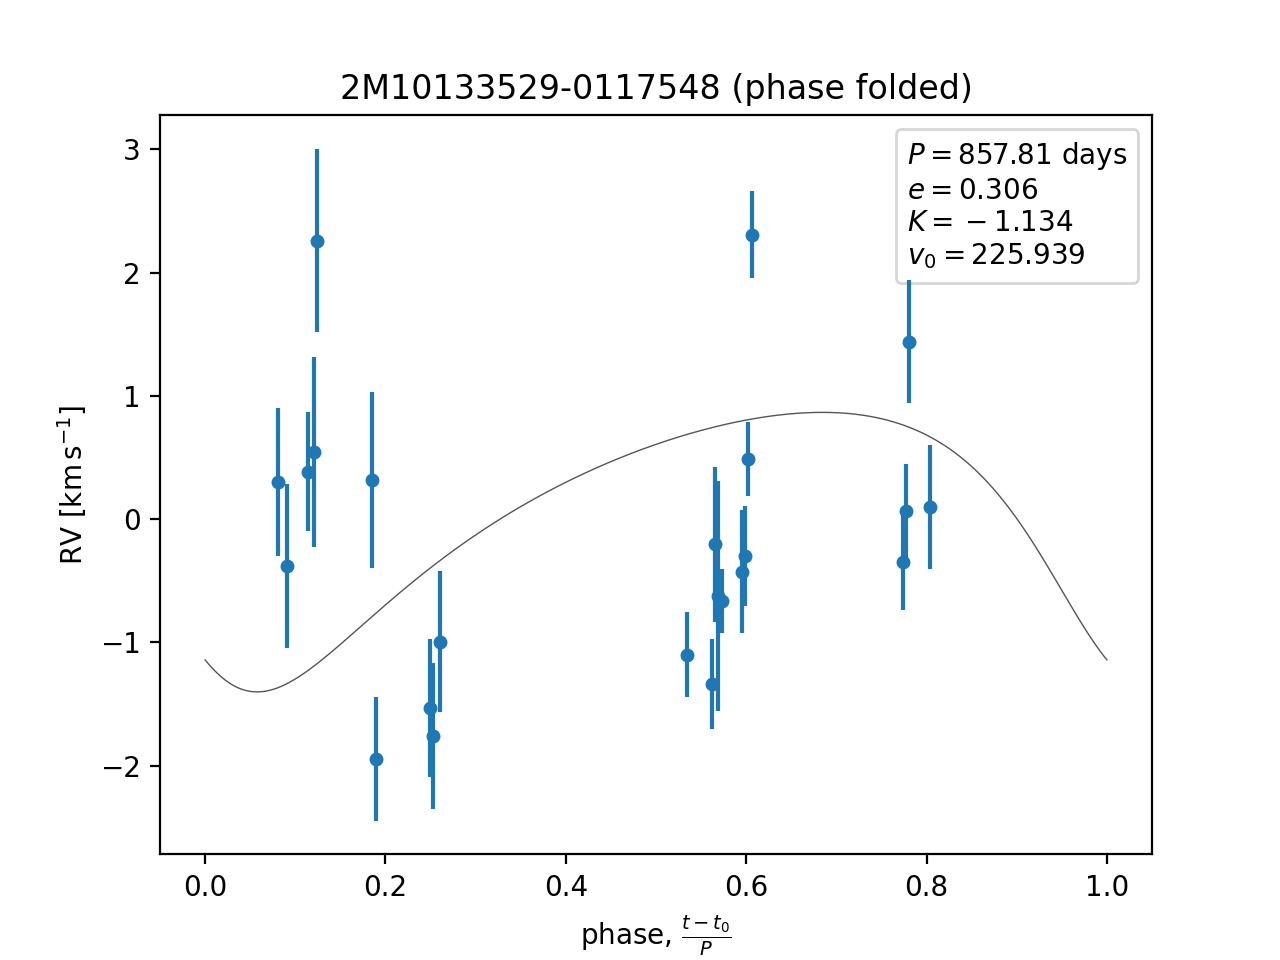 2M10133529-0117548 (phase folded)
P = 857.81 days
e = 0.306
K = −1.134
v₀ = 225.939
3
2
1
0
−1
−2
RV [km s⁻¹]
0.0 0.2 0.4 0.6 0.8 1.0
phase, (t − t₀)/P